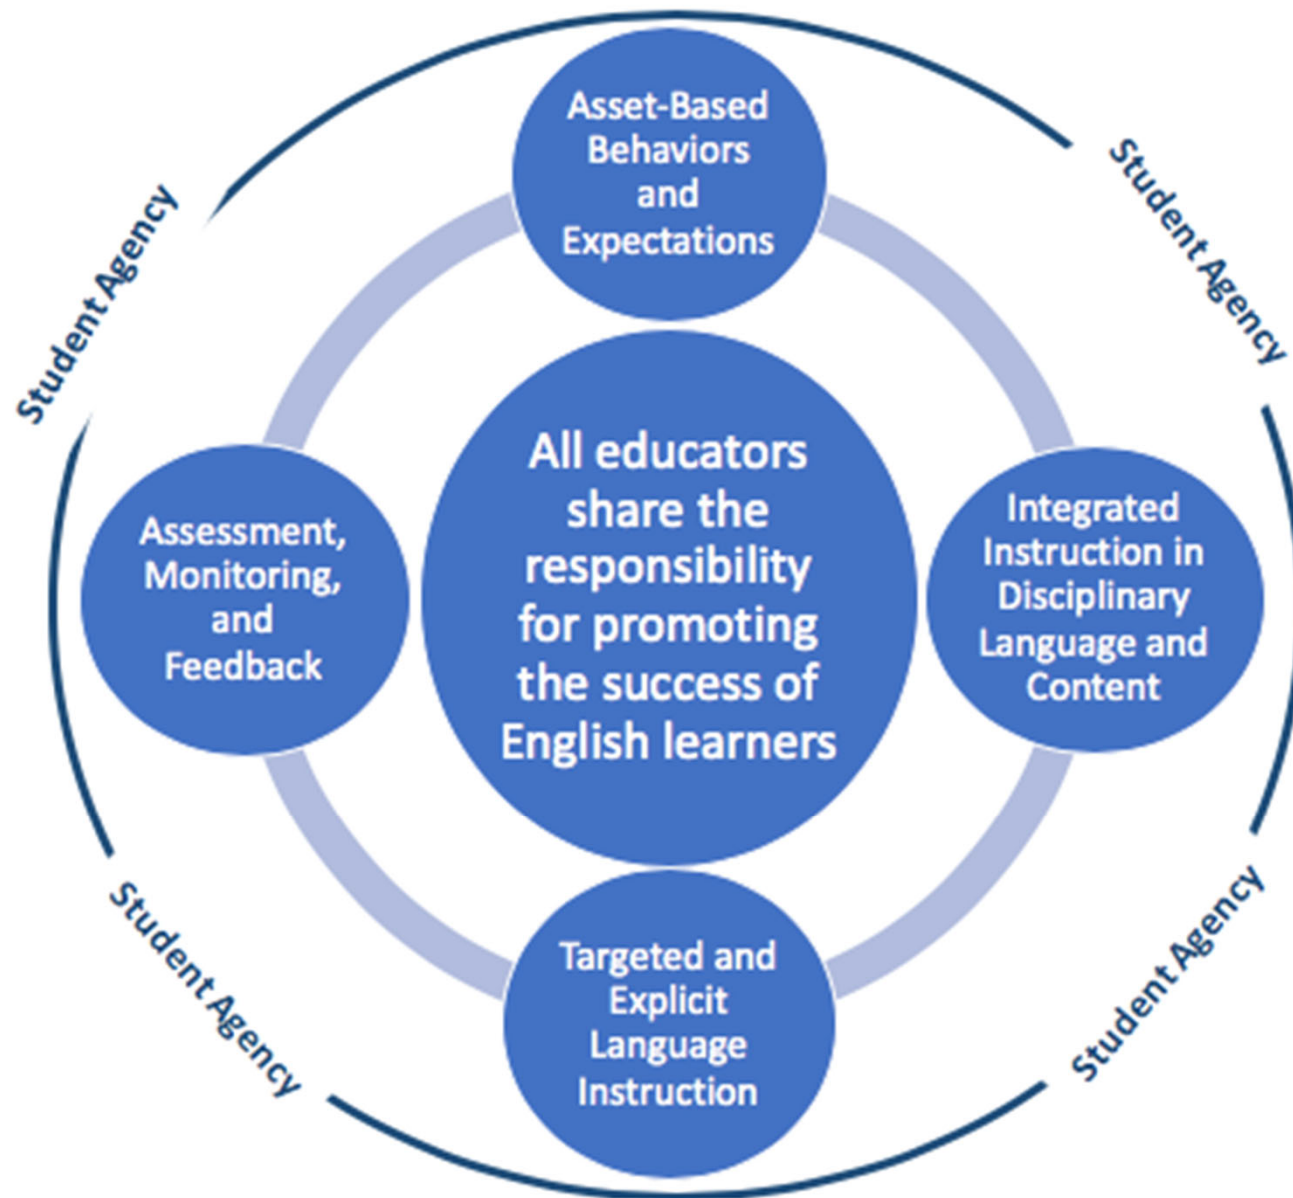 Asset-Based
Behaviors
and
Expectations
Student Agency
Student Agency
All educators
share the
responsibility
for promoting
the success of
English learners
Assessment,
Monitoring,
and
Feedback
Integrated
Instruction in
Disciplinary
Language and
Content
Targeted and
Explicit
Language
Instruction
Student Agency
Student Agency